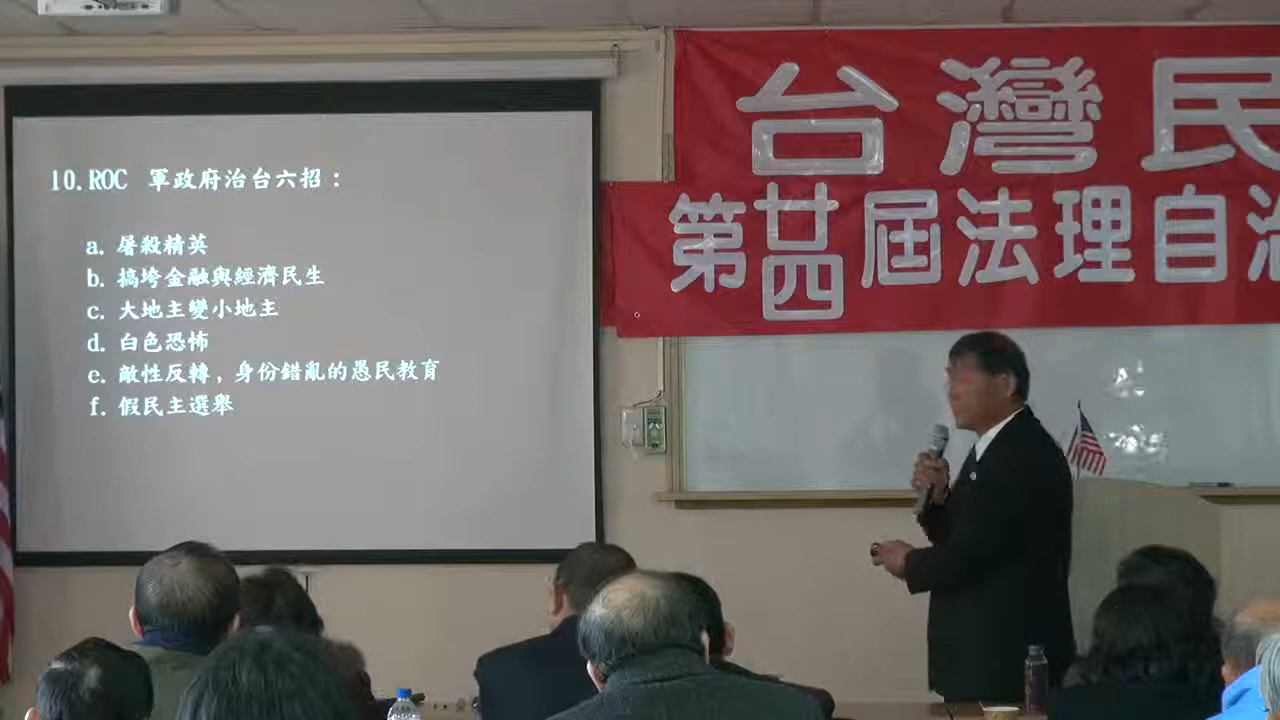 10.ROC 軍政府治台六招：
a. 屠殺精英
b. 搞垮金融與經濟民生
c. 大地主變小地主
d. 白色恐怖
e. 敵性反轉，身份錯亂的愚民教育
f. 假民主選舉
台灣民
第廿四屆法理自治